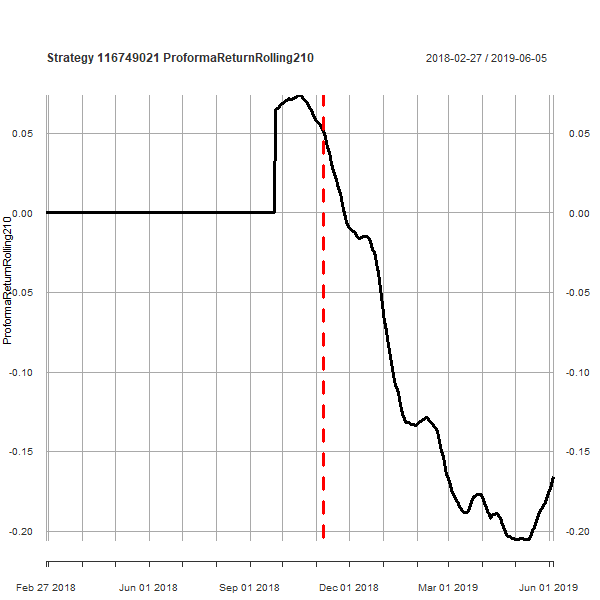 Strategy 116749021 ProformaReturnRolling210
2018-02-27 / 2019-06-05
ProformaReturnRolling210
0.05
0.00
-0.05
-0.10
-0.15
-0.20
0.05
0.00
-0.05
-0.10
-0.15
-0.20
Feb 27 2018
Jun 01 2018
Sep 01 2018
Dec 01 2018
Mar 01 2019
Jun 01 2019